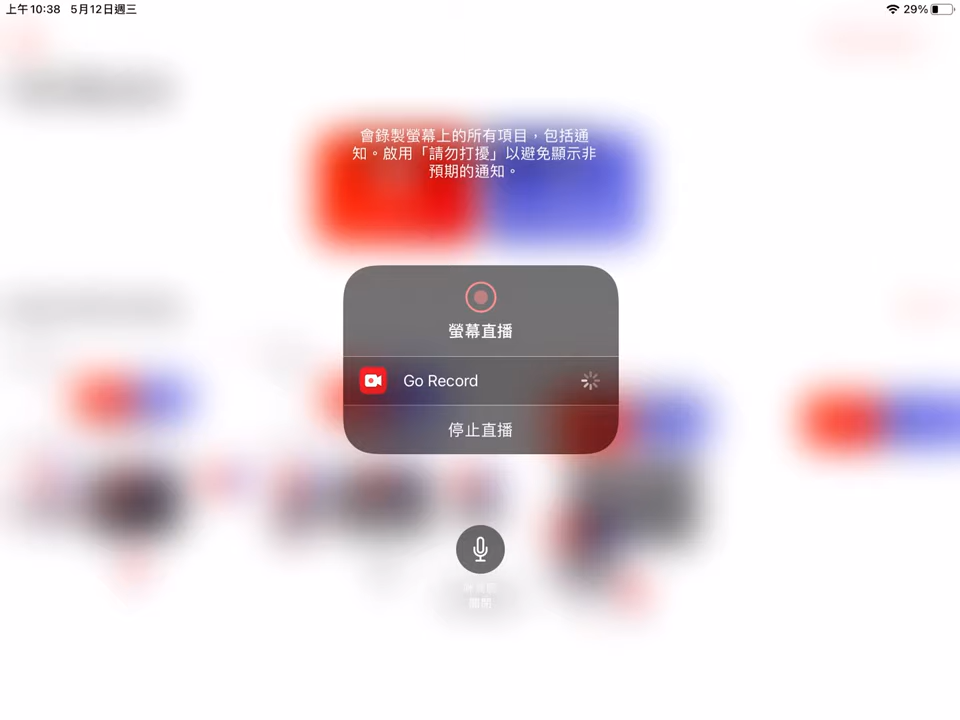 上午10:38 5月12日週三
29%
會錄製螢幕上的所有項目，包括通
知。啟用「請勿打擾」以避免顯示非
預期的通知。
螢幕直播
Go Record
停止直播
關閉